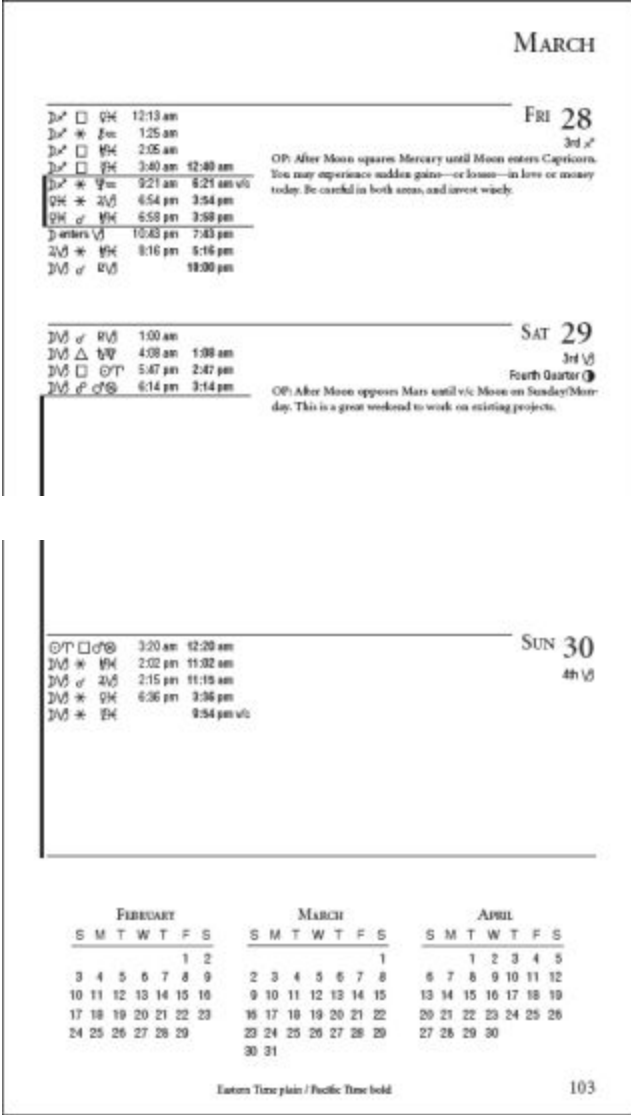 MARCH
FRI 28
3rd ♐
☽♐ □ ♀♓ 12:13 am
☽♐ ⚹ ⚷♒ 1:25 am
☽♐ □ ♅♓ 2:05 am
☽♐ □ ☿♓ 3:40 am 12:40 am
☽♐ ⚹ ♆♒ 9:21 am 6:21 am v/c
♀♓ ⚹ ♃♑ 6:54 pm 3:54 pm
♀♓ ☌ ♅♓ 6:58 pm 3:58 pm
☽ enters ♑ 10:43 pm 7:43 pm
♃♑ ⚹ ♅♓ 8:16 pm 5:16 pm
☽♑ ☌ ♇♑ 10:00 pm
OP: After Moon squares Mercury until Moon enters Capricorn.
You may experience sudden gains—or losses—in love or money
today. Be careful in both areas, and invest wisely.
SAT 29
3rd ♑
Fourth Quarter ◑
☽♑ ☌ ♇♑ 1:00 am
☽♑ △ ♄♍ 4:08 am 1:08 am
☽♑ □ ☉♈ 5:47 pm 2:47 pm
☽♑ ☍ ♂♋ 6:14 pm 3:14 pm
OP: After Moon opposes Mars until v/c Moon on Sunday/Mon-
day. This is a great weekend to work on existing projects.
SUN 30
4th ♑
☉♈ □ ♂♋ 3:20 am 12:20 am
☽♑ ⚹ ♅♓ 2:02 pm 11:02 am
☽♑ ☌ ♃♑ 2:15 pm 11:15 am
☽♑ ⚹ ♀♓ 6:36 pm 3:36 pm
☽♑ ⚹ ☿♓ 9:54 pm v/c
FEBRUARY
S M T W T F S
1 2
3 4 5 6 7 8 9
10 11 12 13 14 15 16
17 18 19 20 21 22 23
24 25 26 27 28 29
MARCH
S M T W T F S
1
2 3 4 5 6 7 8
9 10 11 12 13 14 15
16 17 18 19 20 21 22
23 24 25 26 27 28 29
30 31
APRIL
S M T W T F S
1 2 3 4 5
6 7 8 9 10 11 12
13 14 15 16 17 18 19
20 21 22 23 24 25 26
27 28 29 30
Eastern Time plain / Pacific Time bold
103